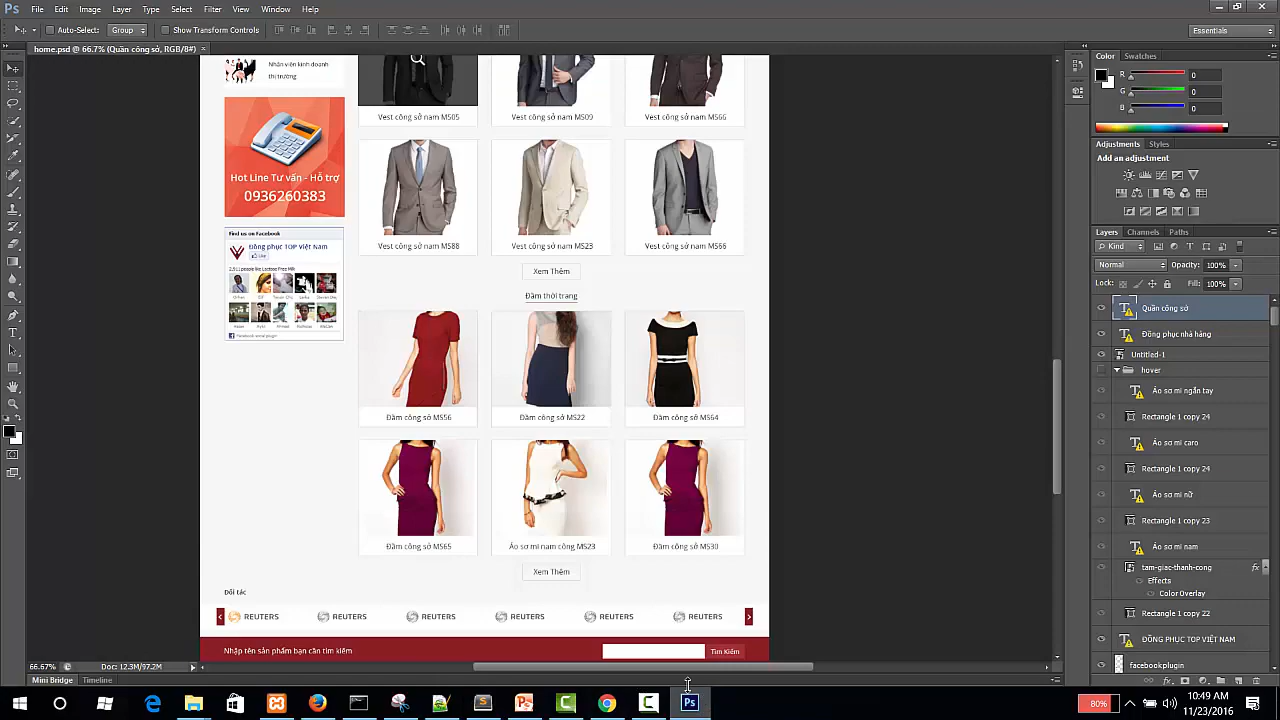 Ps File Edit Image Layer Type Select Filter View Window Help
Auto-Select: Group Show Transform Controls Essentials
home.psd @ 66.7% (Quần công sở, RGB/8#) ×
Nhân viên kinh doanh
thị trường
Vest công sở nam MS05 Vest công sở nam MS09 Vest công sở nam MS66
Hot Line Tư vấn - Hỗ trợ
0936260383
Vest công sở nam MS88 Vest công sở nam MS23 Vest công sở nam MS66
Find us on Facebook
Đồng phục TOP Việt Nam
Like
Xem Thêm
Đầm thời trang
Facebook social plugin
Đầm công sở MS56 Đầm công sở MS22 Đầm công sở MS64
Đầm công sở MS65 Áo sơ mi nam công MS23 Đầm công sở MS30
Xem Thêm
Đối tác
REUTERS REUTERS REUTERS REUTERS REUTERS REUTERS
Nhập tên sản phẩm bạn cần tìm kiếm Tìm Kiếm
66.67% Doc: 12.3M/97.2M
Mini Bridge Timeline
Color Swatches
R 0
G 0
B 0
Adjustments Styles
Add an adjustment
Layers Channels Paths
Kind
Normal Opacity: 100%
Lock: 100%
Quần công sở
Đồng phục nhà hàng
Untitled-1
hover
Áo sơ mi ngắn tay
Rectangle 1 copy 24
Áo sơ mi caro
Rectangle 1 copy 24
Áo sơ mi nữ
Rectangle 1 copy 23
Áo sơ mi nam
tam-giac-thanh-cong
Effects
Color Overlay
Rectangle 1 copy 22
ĐỒNG PHỤC TOP VIỆT NAM
facebookplugin
80% 10:49 AM
11/23/2016